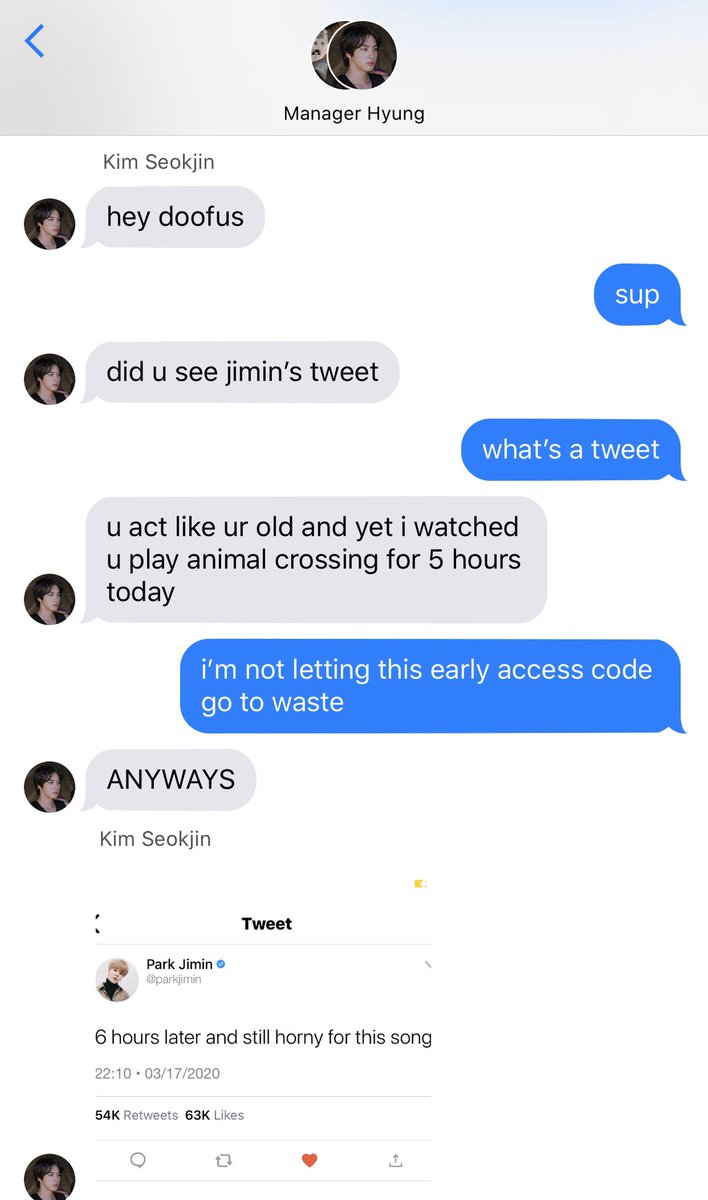 Manager Hyung
Kim Seokjin
hey doofus
sup
did u see jimin’s tweet
what’s a tweet
u act like ur old and yet i watched
u play animal crossing for 5 hours
today
i’m not letting this early access code
go to waste
ANYWAYS
Kim Seokjin
Tweet
Park Jimin
@parkjimin
6 hours later and still horny for this song
22:10 • 03/17/2020
54K Retweets 63K Likes